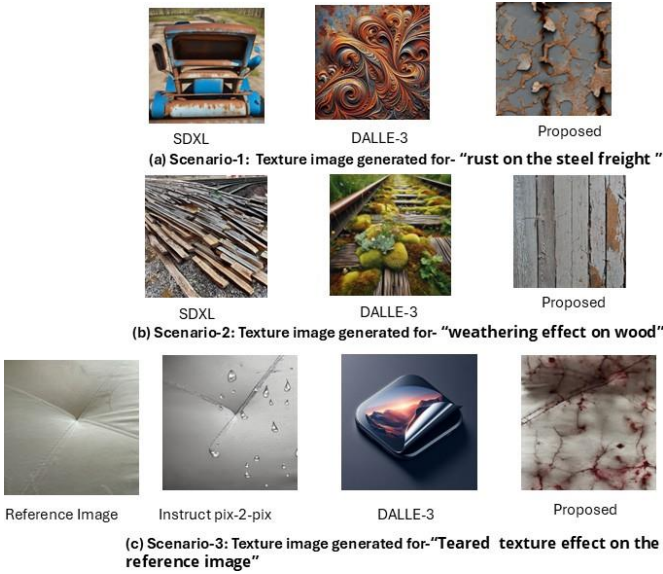 SDXL
DALLE-3
Proposed
(a) Scenario-1: Texture image generated for- “rust on the steel freight ”
SDXL
DALLE-3
Proposed
(b) Scenario-2: Texture image generated for- “weathering effect on wood”
Reference Image
Instruct pix-2-pix
DALLE-3
Proposed
(c) Scenario-3: Texture image generated for-“Teared texture effect on the
reference image”